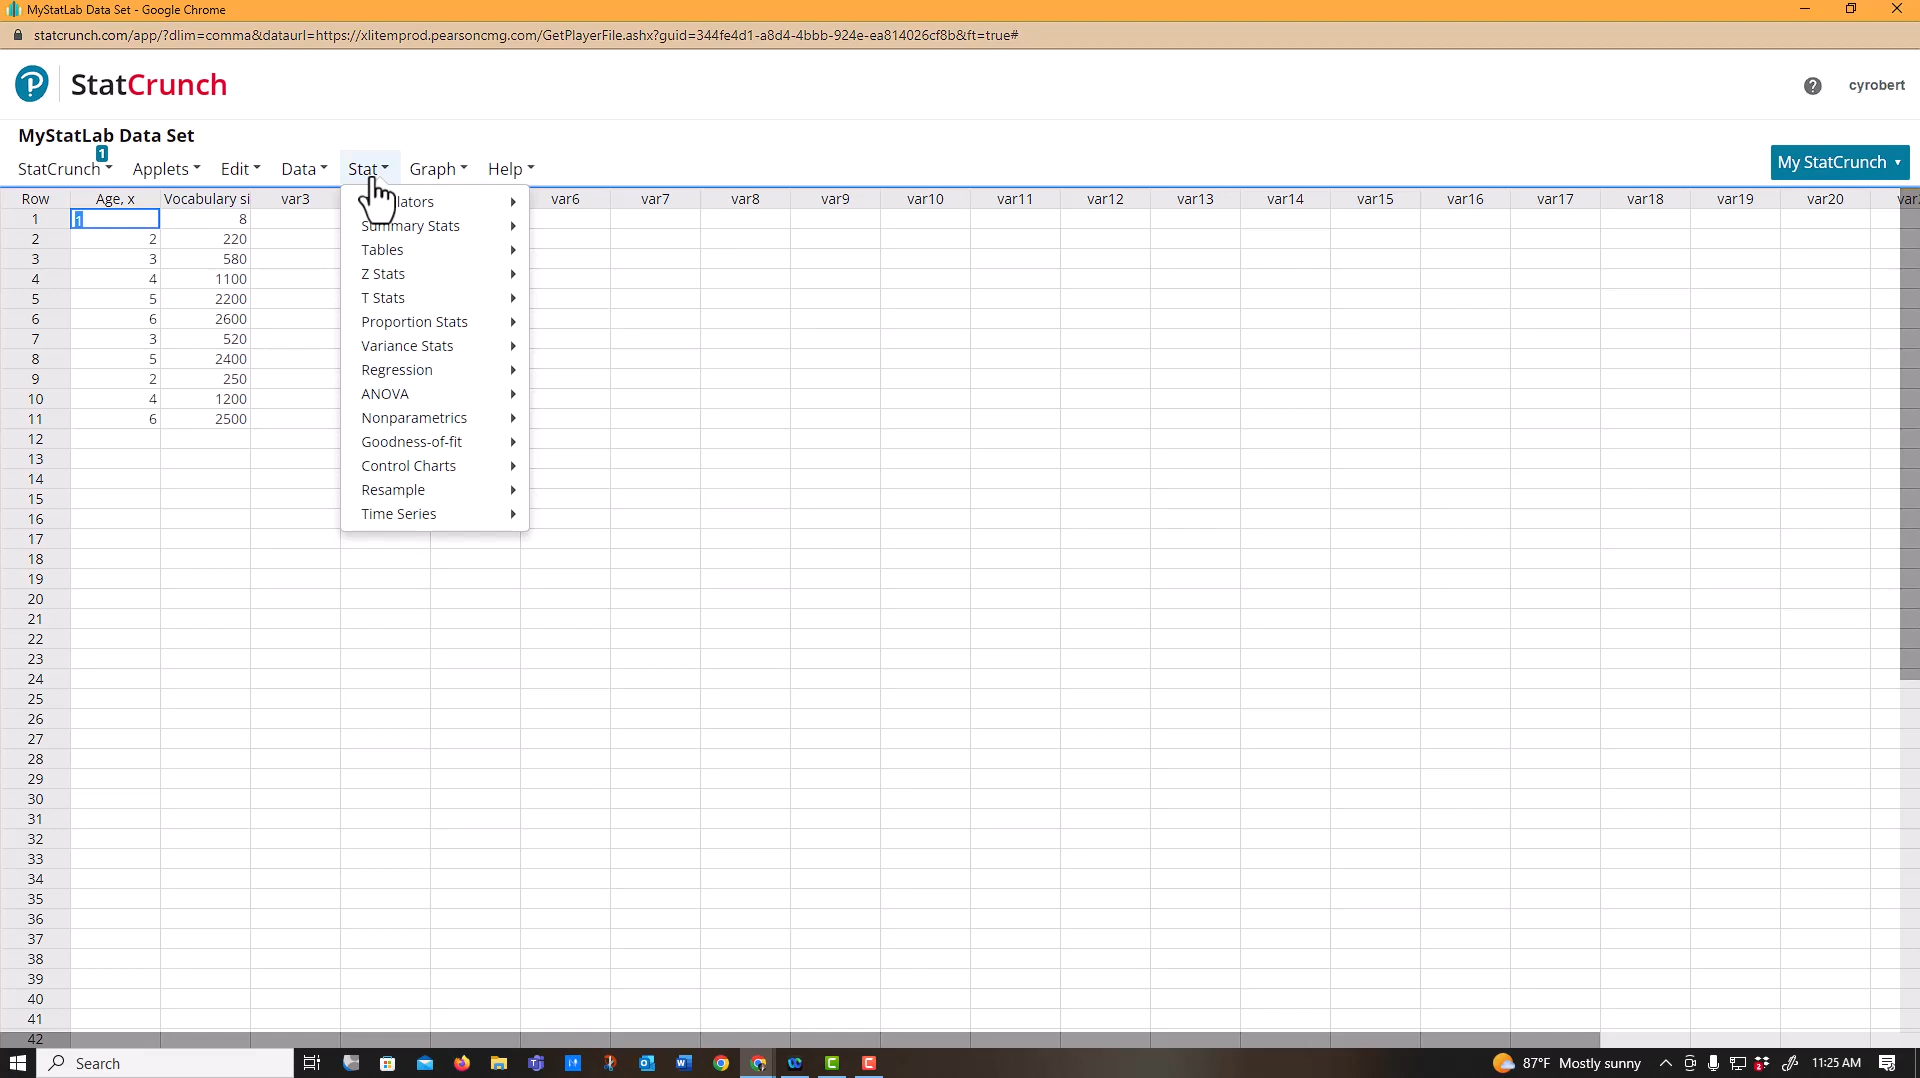 MyStatLab Data Set - Google Chrome
statcrunch.com/app/?dlim=comma&dataurl=https://xlitemprod.pearsoncmg.com/GetPlayerFile.ashx?guid=344fe4d1-a8d4-4bbb-924e-ea814026cf8b&ft=true#
P StatCrunch ? cyrobert
MyStatLab Data Set
1
StatCrunch Applets Edit Data Stat Graph Help My StatCrunch
Row Age, x Vocabulary si var3 var6 var7 var8 var9 var10 var11 var12 var13 var14 var15 var16 var17 var18 var19 var20
1 1 8
2 2 220
3 3 580
4 4 1100
5 5 2200
6 6 2600
7 3 520
8 5 2400
9 2 250
10 4 1200
11 6 2500
12
13
14
15
16
17
18
19
20
21
22
23
24
25
26
27
28
29
30
31
32
33
34
35
36
37
38
39
40
41
42
Summary Stats
Tables
Z Stats
T Stats
Proportion Stats
Variance Stats
Regression
ANOVA
Nonparametrics
Goodness-of-fit
Control Charts
Resample
Time Series
Search 87°F Mostly sunny 11:25 AM